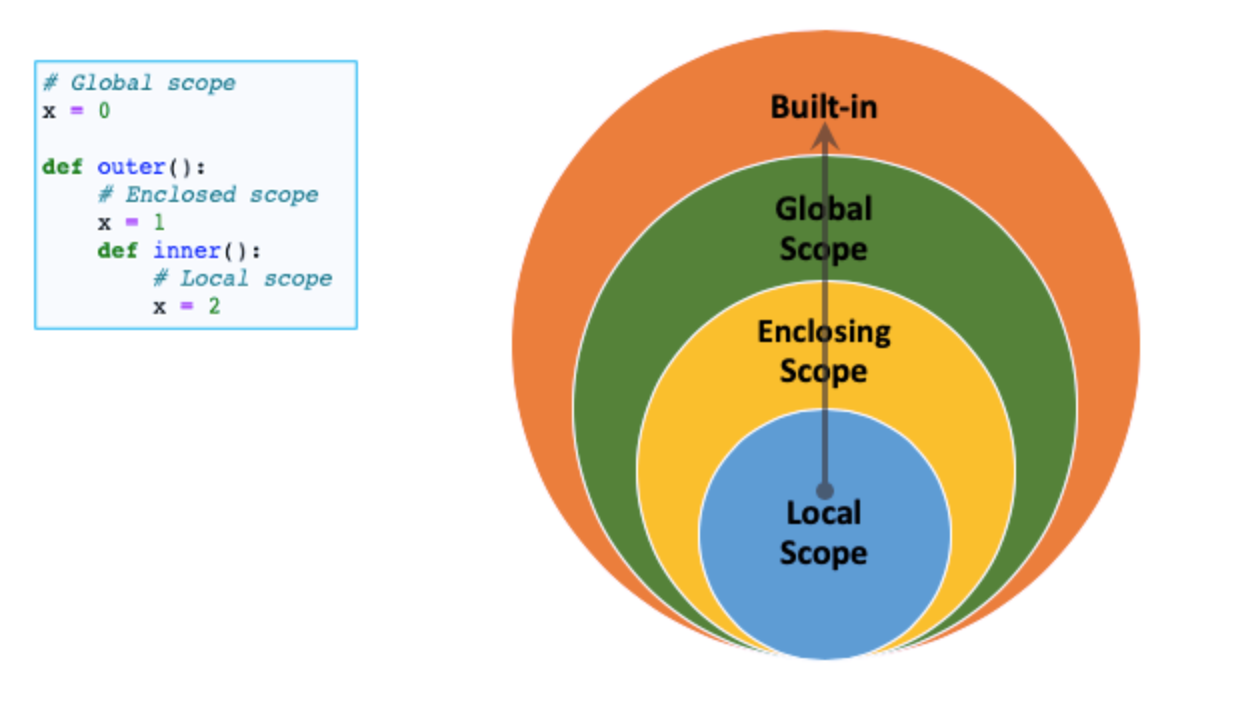 # Global scope
x = 0
def outer():
    # Enclosed scope
    x = 1
    def inner():
        # Local scope
        x = 2
Built-in
Global
Scope
Enclosing
Scope
Local
Scope